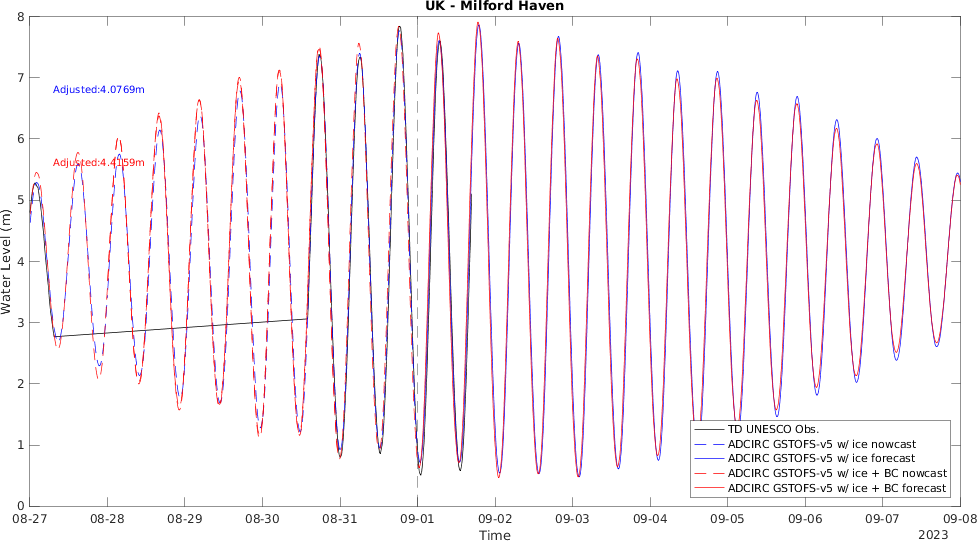 UK - Milford Haven
8
7
6
5
4
3
2
1
0
Water Level (m)
Adjusted:4.0769m
Adjusted:4.4159m
TD UNESCO Obs.
ADCIRC GSTOFS-v5 w/ ice nowcast
ADCIRC GSTOFS-v5 w/ ice forecast
ADCIRC GSTOFS-v5 w/ ice + BC nowcast
ADCIRC GSTOFS-v5 w/ ice + BC forecast
08-27 08-28 08-29 08-30 08-31 09-01 09-02 09-03 09-04 09-05 09-06 09-07 09-08
Time
2023